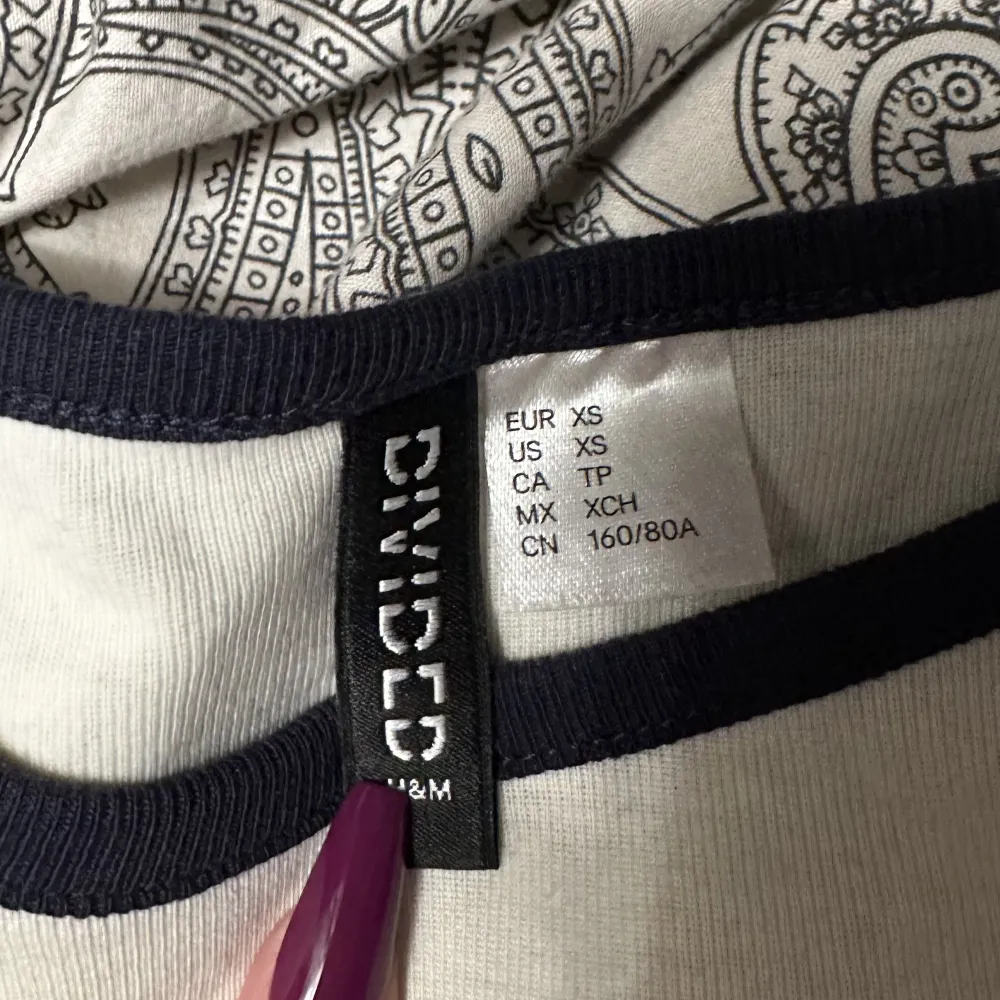 DIVIDED
H&M
EUR XS
US XS
CA TP
MX XCH
CN 160/80A